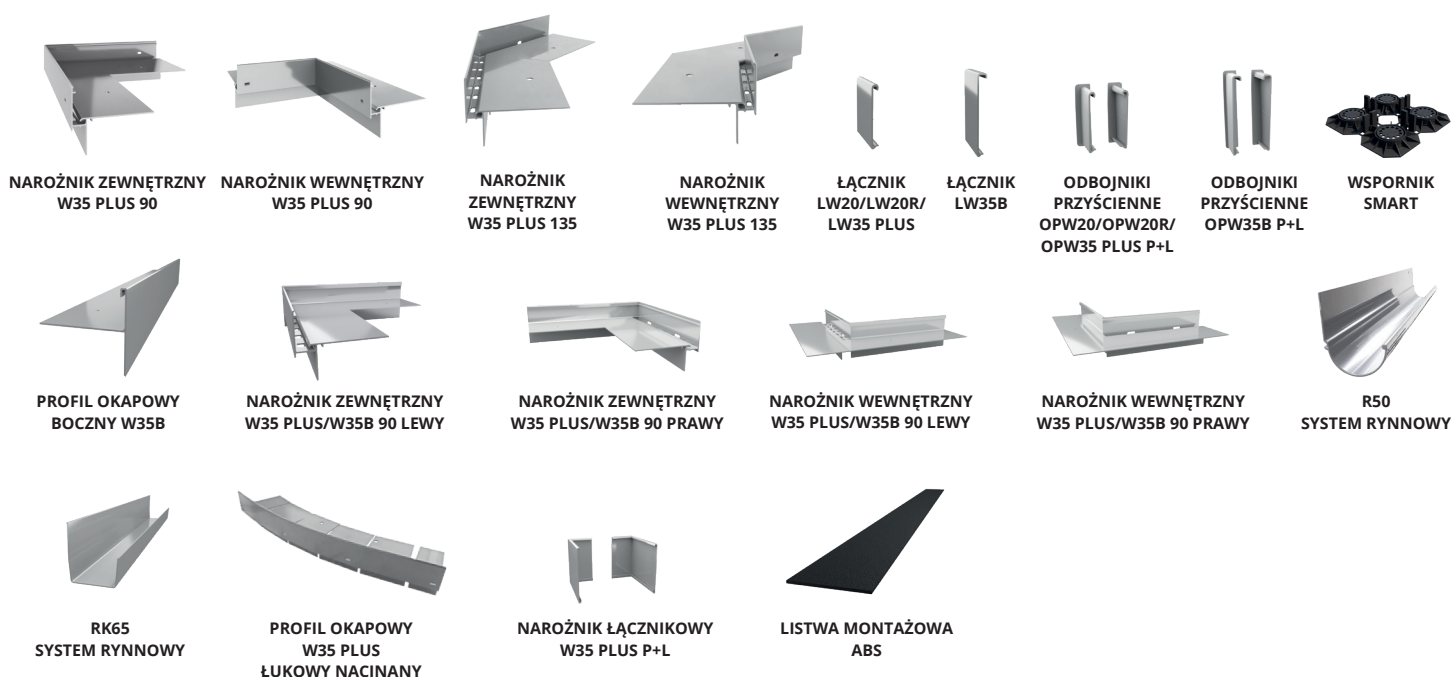 NAROŻNIK ZEWNĘTRZNY
W35 PLUS 90
NAROŻNIK WEWNĘTRZNY
W35 PLUS 90
NAROŻNIK
ZEWNĘTRZNY
W35 PLUS 135
NAROŻNIK
WEWNĘTRZNY
W35 PLUS 135
ŁĄCZNIK
LW20/LW20R/
LW35 PLUS
ŁĄCZNIK
LW35B
ODBOJNIKI
PRZYŚCIENNE
OPW20/OPW20R/
OPW35 PLUS P+L
ODBOJNIKI
PRZYŚCIENNE
OPW35B P+L
WSPORNIK
SMART
PROFIL OKAPOWY
BOCZNY W35B
NAROŻNIK ZEWNĘTRZNY
W35 PLUS/W35B 90 LEWY
NAROŻNIK ZEWNĘTRZNY
W35 PLUS/W35B 90 PRAWY
NAROŻNIK WEWNĘTRZNY
W35 PLUS/W35B 90 LEWY
NAROŻNIK WEWNĘTRZNY
W35 PLUS/W35B 90 PRAWY
R50
SYSTEM RYNNOWY
RK65
SYSTEM RYNNOWY
PROFIL OKAPOWY
W35 PLUS
ŁUKOWY NACINANY
NAROŻNIK ŁĄCZNIKOWY
W35 PLUS P+L
LISTWA MONTAŻOWA
ABS